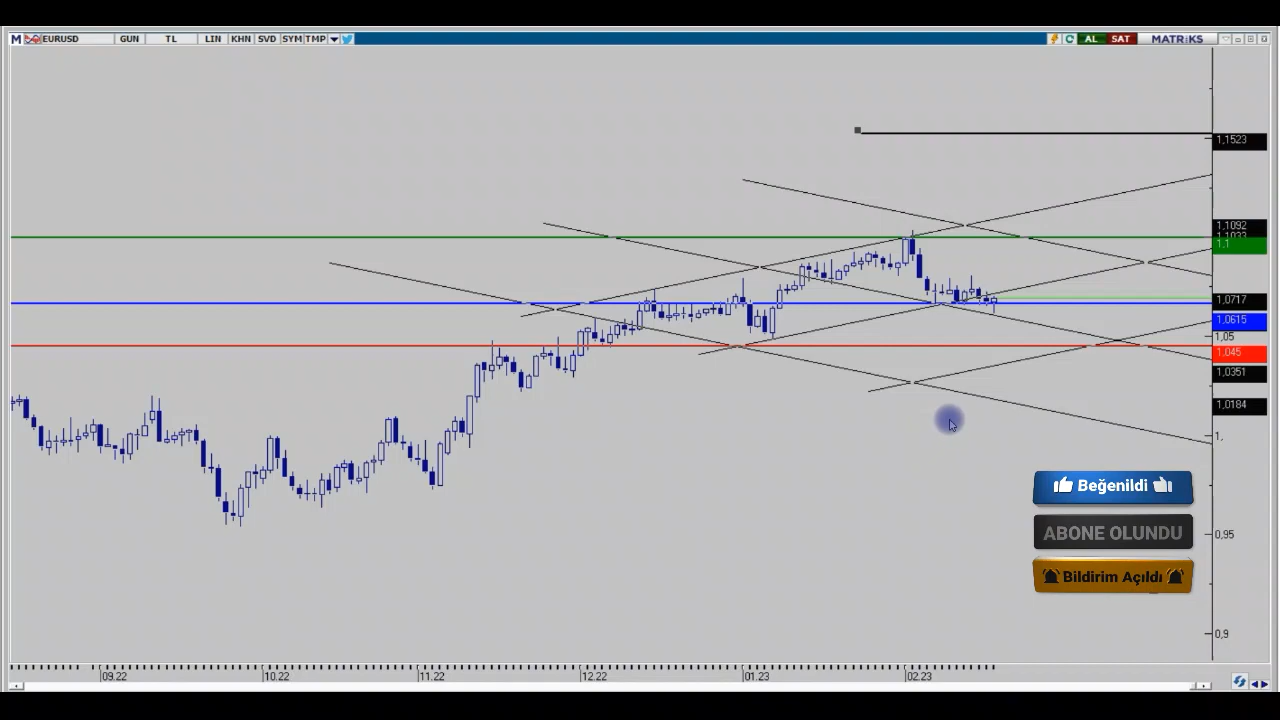 M EURUSD GUN TL LIN KHN SVD SYM TMP AL SAT MATRiKS
1,1523
1,1092
1,1
1,0717
1,0615
1,05
1,045
1,0351
1,0184
1,
Beğenildi
ABONE OLUNDU
0,95
Bildirim Açıldı
0,9
09.22 10.22 11.22 12.22 01.23 02.23